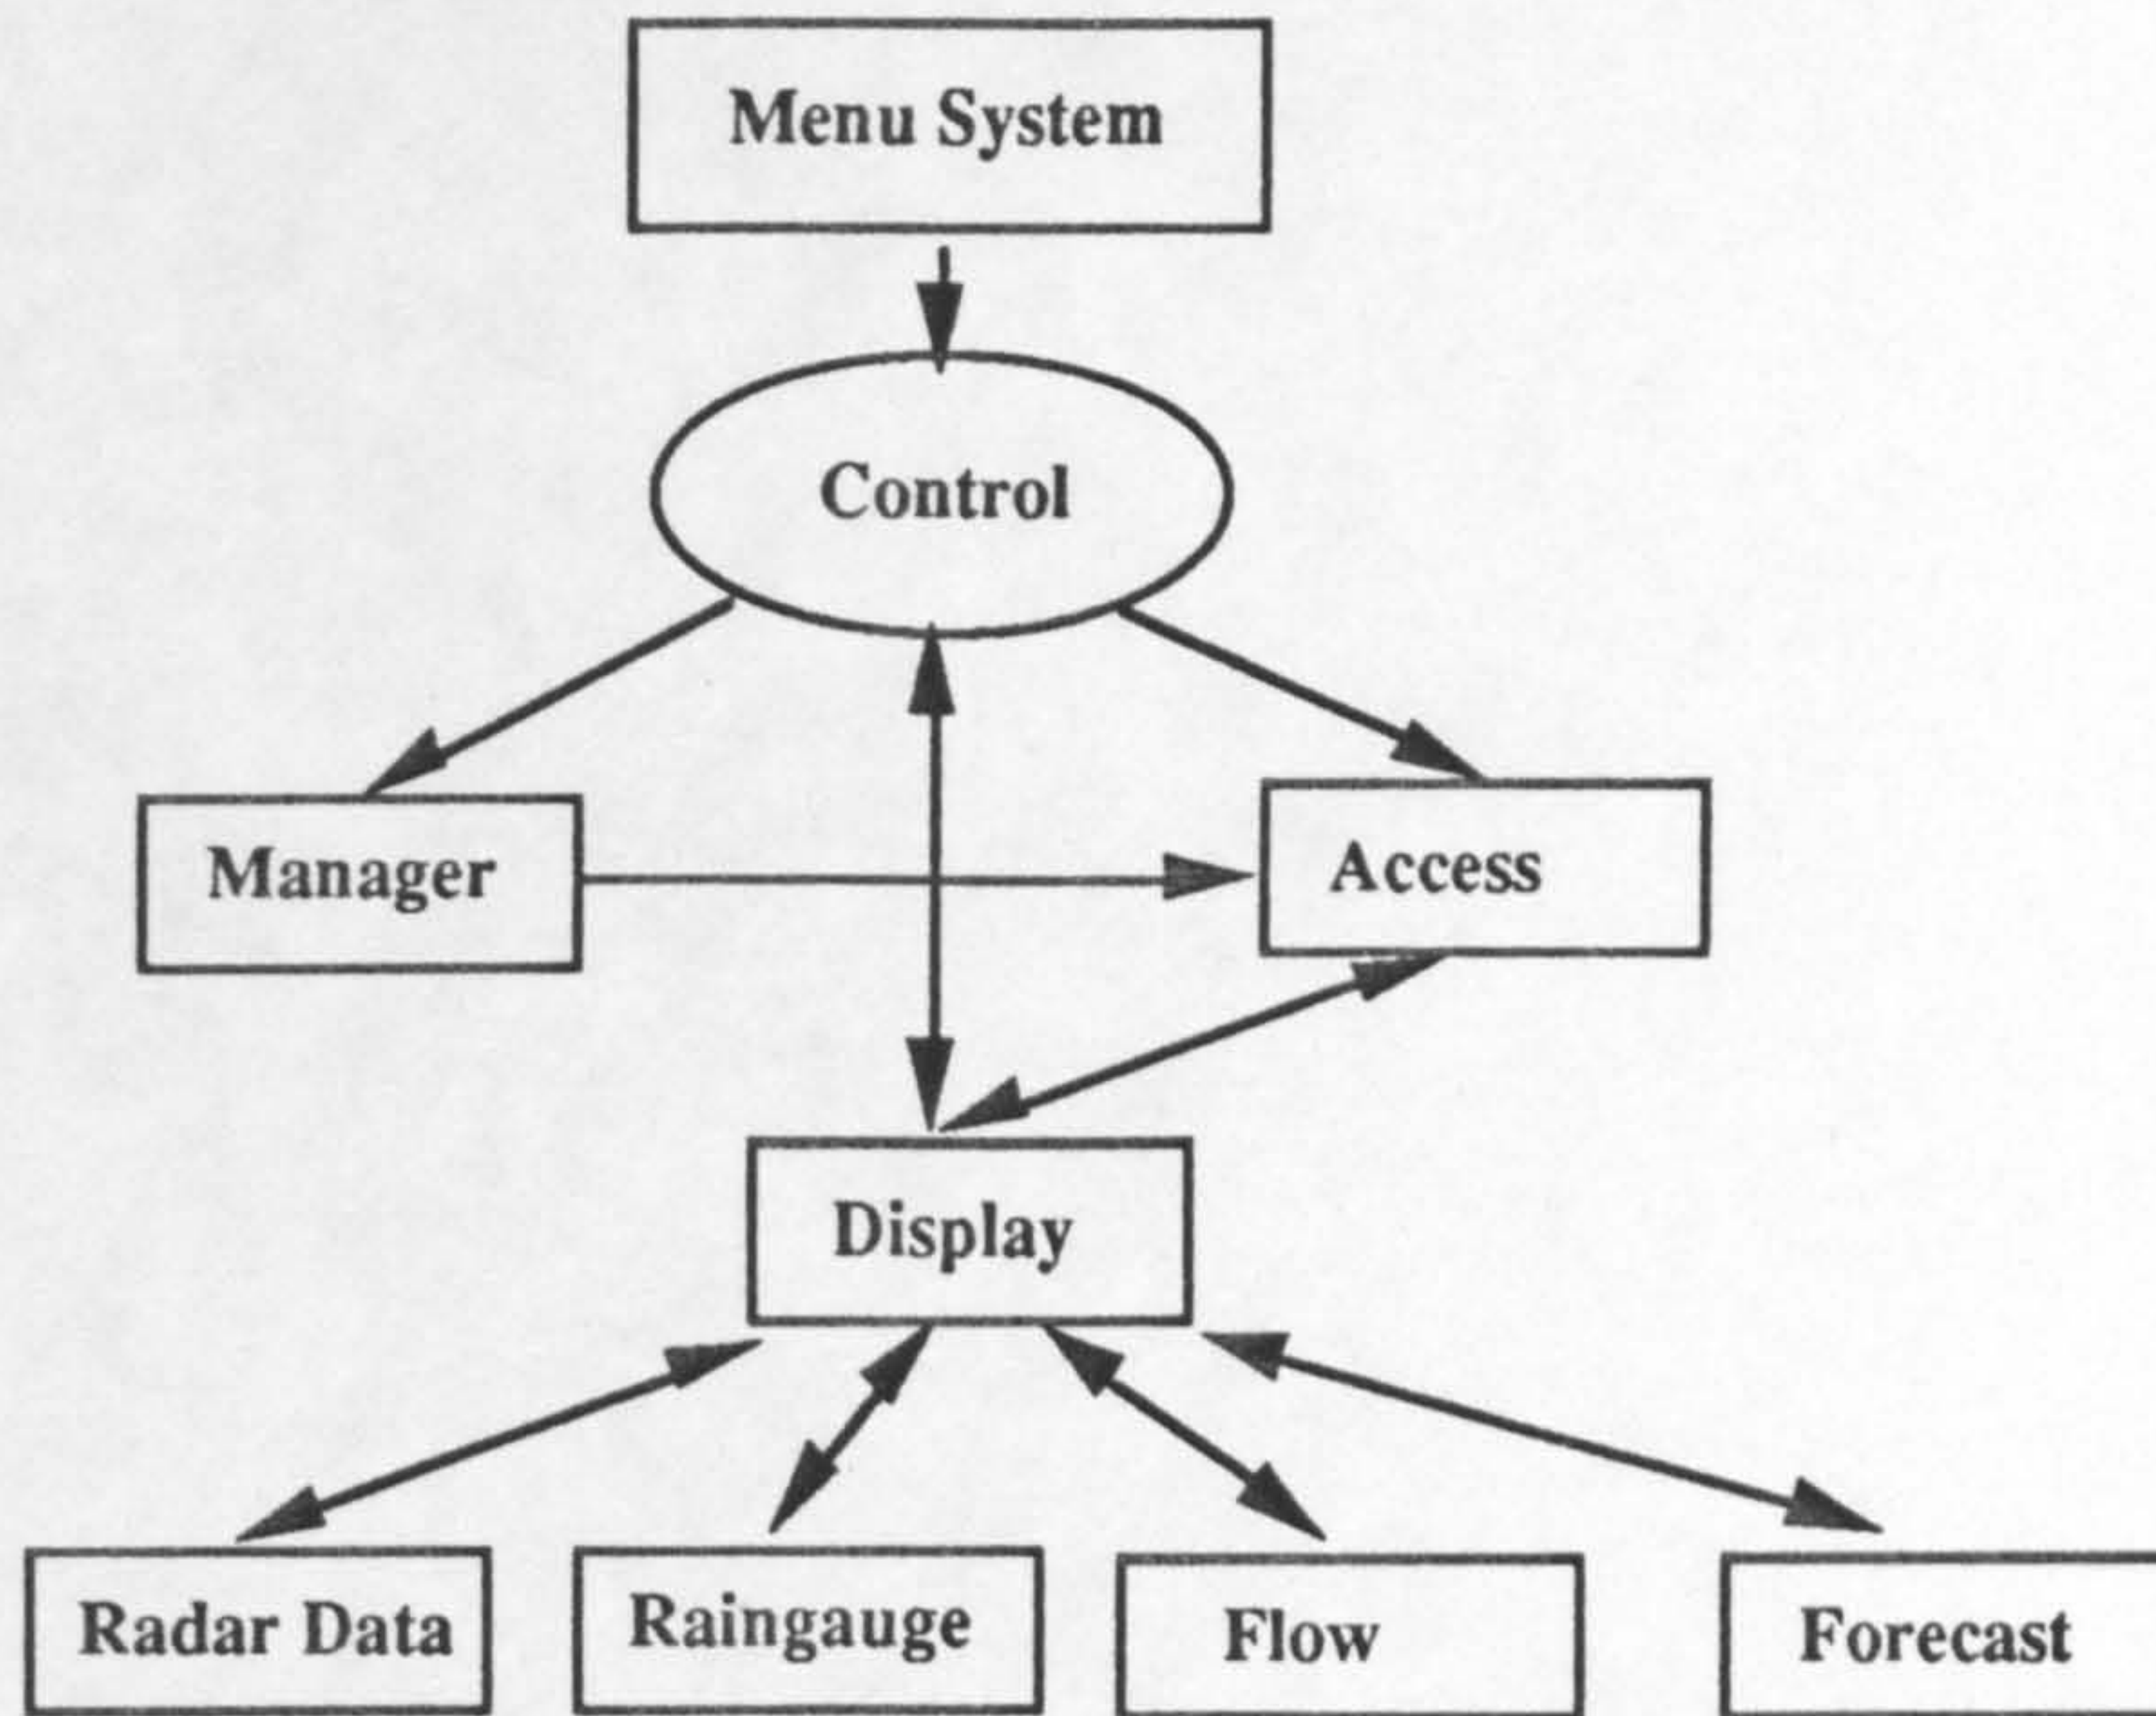 Menu System
Control
Manager
Access
Display
Radar Data
Raingauge
Flow
Forecast